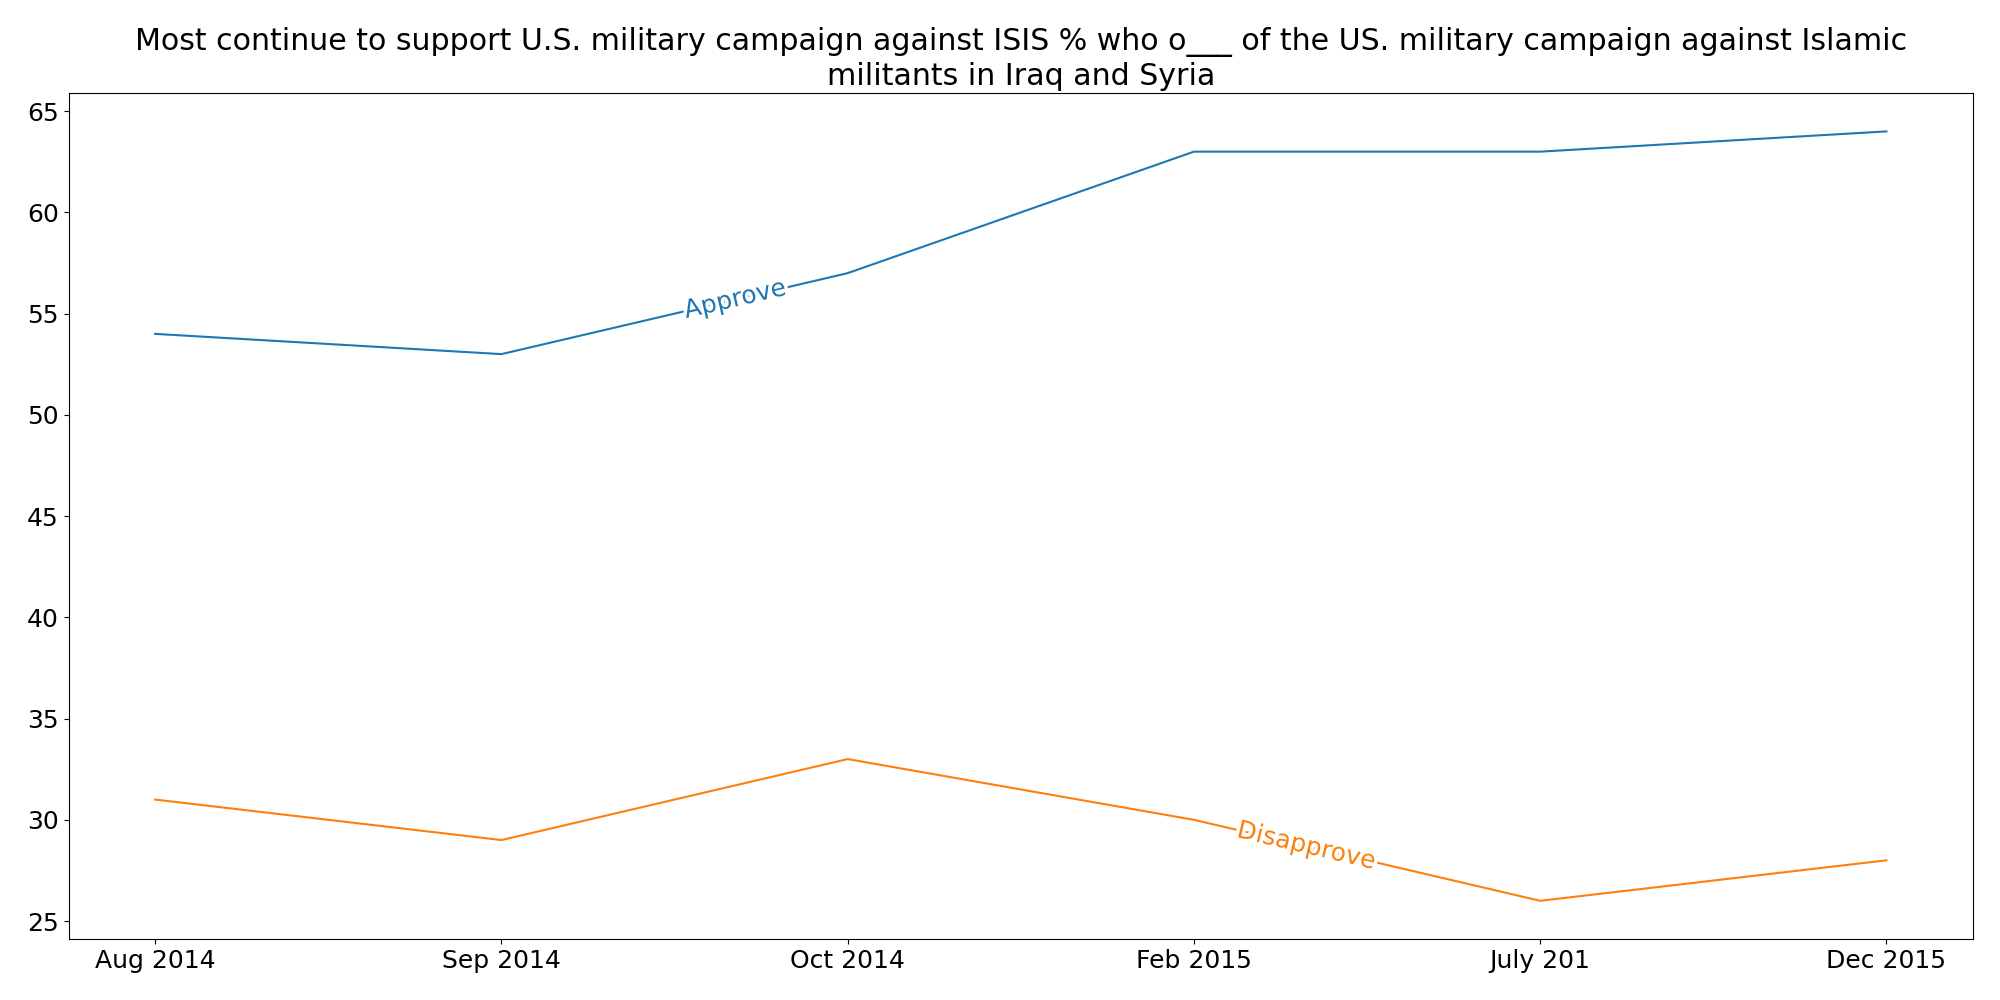 Most continue to support U.S. military campaign against ISIS % who o___ of the US. military campaign against Islamic
militants in Iraq and Syria
65
60
55
50
45
40
35
30
25
Approve
Disapprove
Aug 2014
Sep 2014
Oct 2014
Feb 2015
July 201
Dec 2015